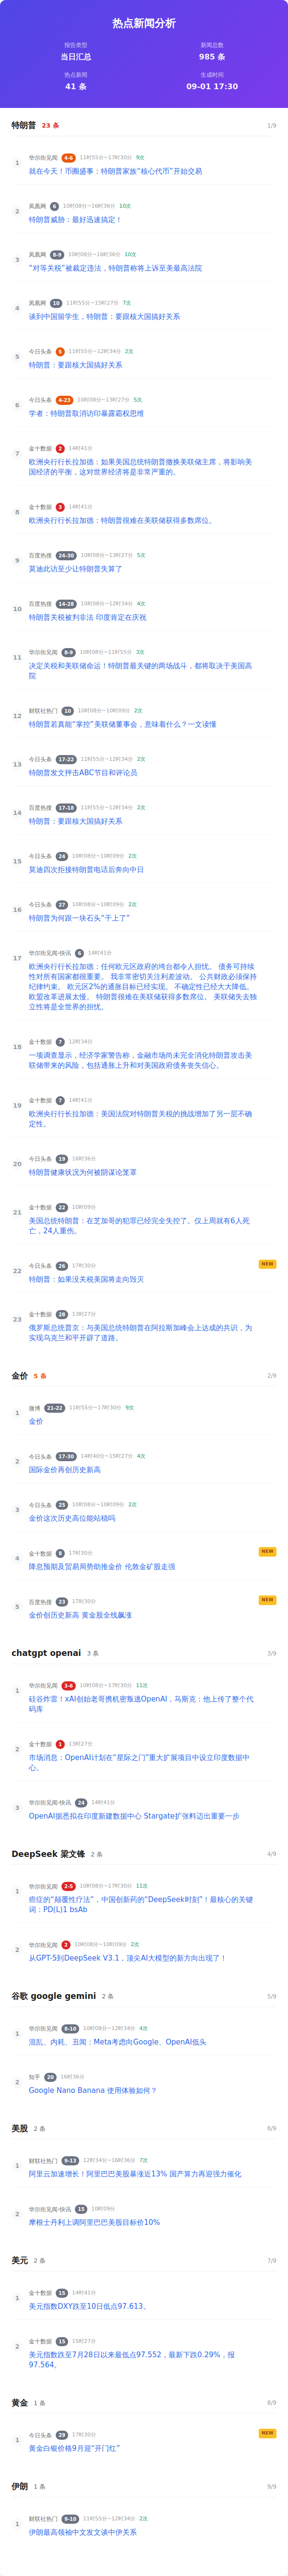 热点新闻分析
报告类型
当日汇总
新闻总数
985 条
热点新闻
41 条
生成时间
09-01 17:30
特朗普 23 条 1/9
1
华尔街见闻 4-6 11时55分~17时30分 9次
就在今天！币圈盛事：特朗普家族“核心代币”开始交易
2
凤凰网 6 10时08分~16时36分 10次
特朗普威胁：最好迅速搞定！
3
凤凰网 8-9 10时08分~16时36分 10次
“对等关税”被裁定违法，特朗普称将上诉至美最高法院
4
凤凰网 10 11时55分~15时27分 7次
谈到中国留学生，特朗普：要跟核大国搞好关系
5
今日头条 5 11时55分~12时34分 2次
特朗普：要跟核大国搞好关系
6
今日头条 4-23 10时08分~13时27分 5次
学者：特朗普取消访印暴露霸权思维
7
金十数据 2 14时41分
欧洲央行行长拉加德：如果美国总统特朗普撤换美联储主席，将影响美
国经济的平衡，这对世界经济将是非常严重的。
8
金十数据 3 14时41分
欧洲央行行长拉加德：特朗普很难在美联储获得多数席位。
9
百度热搜 24-30 10时08分~13时27分 5次
莫迪此访至少让特朗普失算了
10
百度热搜 14-28 10时08分~12时34分 4次
特朗普关税被判非法 印度肯定在庆祝
11
华尔街见闻 8-9 10时08分~11时55分 3次
决定关税和美联储命运！特朗普最关键的两场战斗，都将取决于美国高
院
12
财联社热门 10 10时08分~10时09分 2次
特朗普若真能“掌控”美联储董事会，意味着什么？一文读懂
13
今日头条 17-22 11时55分~12时34分 2次
特朗普发文抨击ABC节目和评论员
14
百度热搜 17-18 11时55分~12时34分 2次
特朗普：要跟核大国搞好关系
15
今日头条 24 10时08分~10时09分 2次
莫迪四次拒接特朗普电话后奔向中日
16
今日头条 27 10时08分~10时09分 2次
特朗普为何跟一块石头“干上了”
17
华尔街见闻-快讯 6 14时41分
欧洲央行行长拉加德：任何欧元区政府的垮台都令人担忧。 债务可持续
性对所有国家都很重要。 我非常密切关注利差波动。 公共财政必须保持
纪律约束。 欧元区2%的通胀目标已经实现。 不确定性已经大大降低。
欧盟改革进展太慢。 特朗普很难在美联储获得多数席位。 美联储失去独
立性将是全世界的担忧。
18
金十数据 7 12时34分
一项调查显示，经济学家警告称，金融市场尚未完全消化特朗普攻击美
联储带来的风险，包括通胀上升和对美国政府债务丧失信心。
19
金十数据 7 14时41分
欧洲央行行长拉加德：美国法院对特朗普关税的挑战增加了另一层不确
定性。
20
今日头条 19 16时36分
特朗普健康状况为何被阴谋论笼罩
21
金十数据 22 10时09分
美国总统特朗普：在芝加哥的犯罪已经完全失控了。仅上周就有6人死
亡，24人重伤。
22
今日头条 26 17时30分
NEW
特朗普：如果没关税美国将走向毁灭
23
金十数据 28 13时27分
俄罗斯总统普京：与美国总统特朗普在阿拉斯加峰会上达成的共识，为
实现乌克兰和平开辟了道路。
金价 5 条 2/9
1
微博 21-22 11时55分~17时30分 9次
金价
2
今日头条 17-30 14时40分~15时27分 4次
国际金价再创历史新高
3
今日头条 25 10时08分~10时09分 2次
金价这次历史高位能站稳吗
4
金十数据 8 17时30分
NEW
降息预期及贸易局势助推金价 伦敦金矿股走强
5
百度热搜 23 17时30分
NEW
金价创历史新高 黄金股全线飙涨
chatgpt openai 3 条 3/9
1
华尔街见闻 3-6 10时08分~17时30分 11次
硅谷炸雷！xAI创始老哥携机密叛逃OpenAI，马斯克：他上传了整个代
码库
2
金十数据 1 13时27分
市场消息：OpenAI计划在“星际之门”重大扩展项目中设立印度数据中
心。
3
华尔街见闻-快讯 24 14时41分
OpenAI据悉拟在印度新建数据中心 Stargate扩张料迈出重要一步
DeepSeek 梁文锋 2 条 4/9
1
华尔街见闻 2-5 10时08分~17时30分 11次
癌症的“颠覆性疗法”，中国创新药的“DeepSeek时刻”！最核心的关键
词：PD(L)1 bsAb
2
华尔街见闻 2 10时08分~10时09分 2次
从GPT-5到DeepSeek V3.1，顶尖AI大模型的新方向出现了！
谷歌 google gemini 2 条 5/9
1
华尔街见闻 8-10 10时08分~12时34分 4次
混乱、内耗、丑闻：Meta考虑向Google、OpenAI低头
2
知乎 20 16时36分
Google Nano Banana 使用体验如何？
美股 2 条 6/9
1
财联社热门 9-13 12时34分~16时36分 7次
阿里云加速增长！阿里巴巴美股暴涨近13% 国产算力再迎强力催化
2
华尔街见闻-快讯 15 10时09分
摩根士丹利上调阿里巴巴美股目标价10%
美元 2 条 7/9
1
金十数据 15 14时41分
美元指数DXY跌至10日低点97.613。
2
金十数据 15 15时27分
美元指数跌至7月28日以来最低点97.552，最新下跌0.29%，报
97.564。
黄金 1 条 8/9
1
今日头条 29 17时30分
NEW
黄金白银价格9月迎“开门红”
伊朗 1 条 9/9
1
财联社热门 9-10 11时55分~12时34分 2次
伊朗最高领袖中文发文谈中伊关系